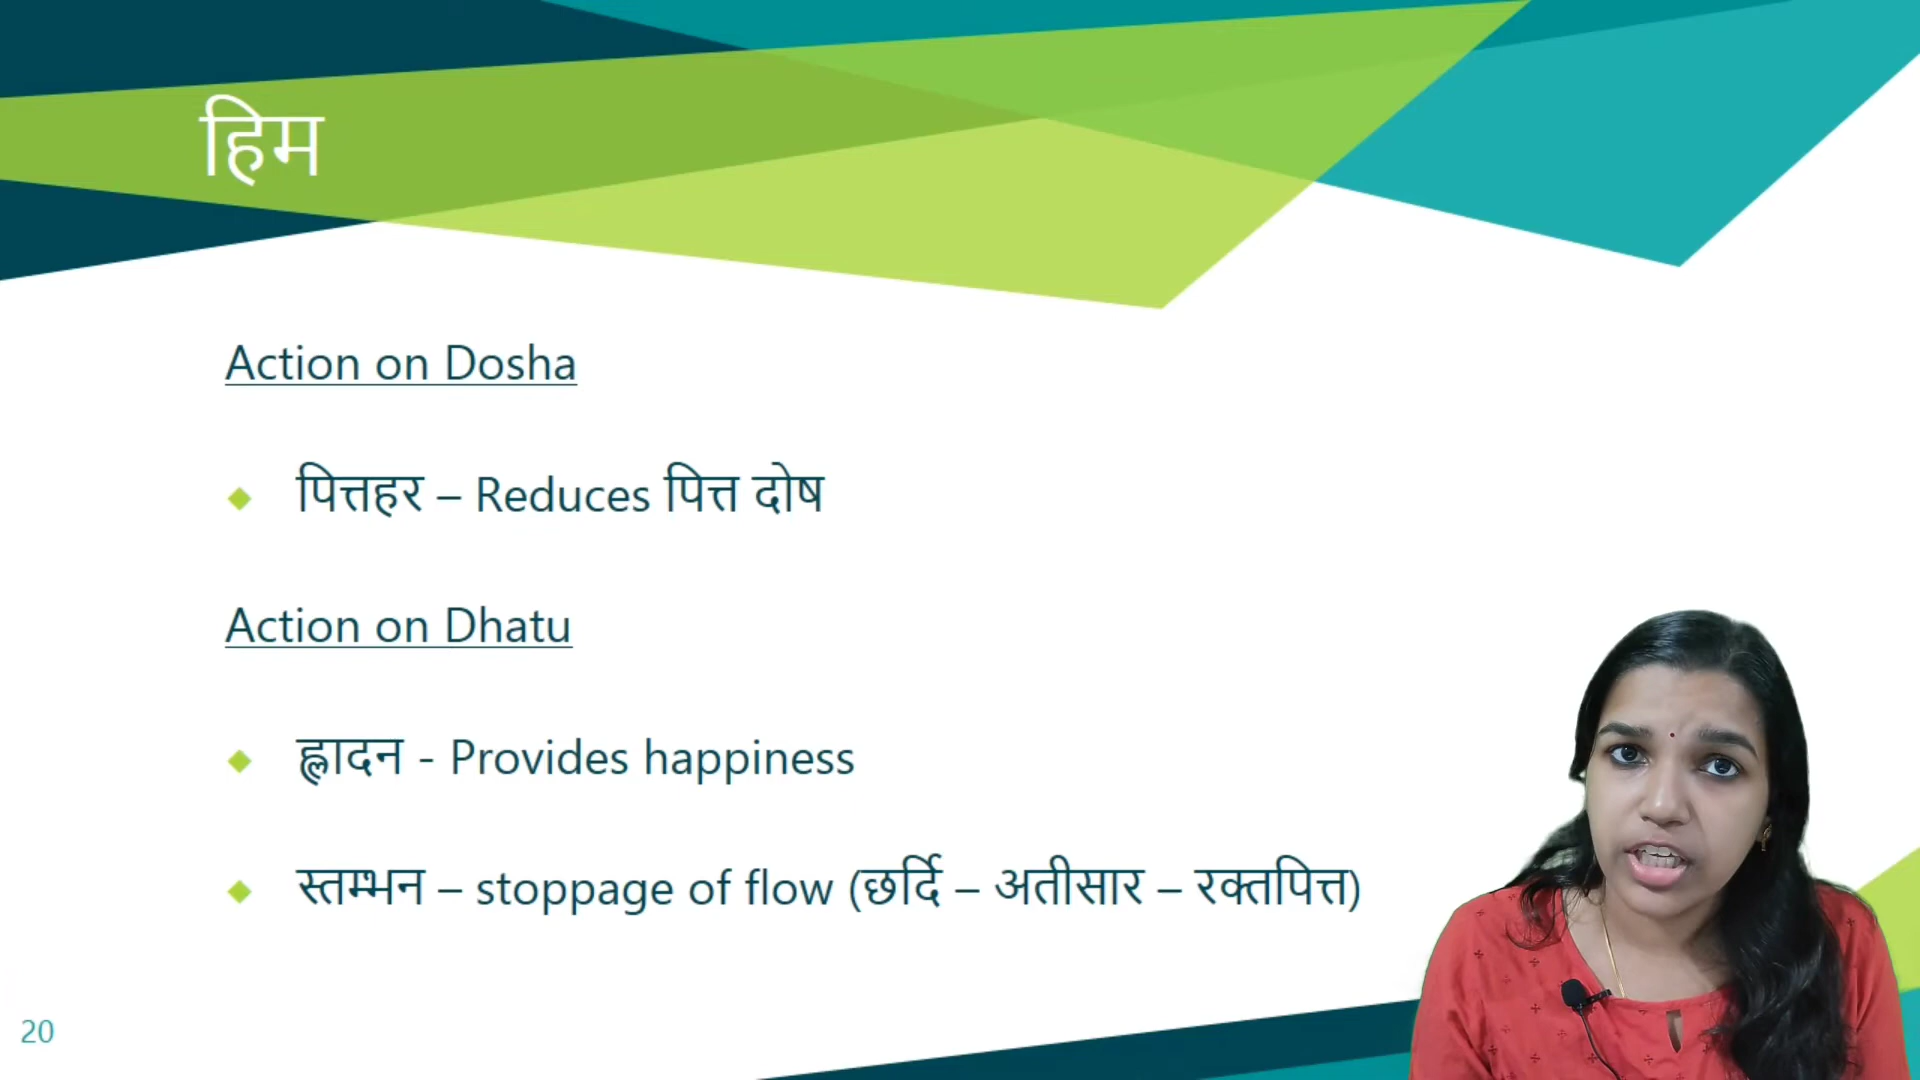 हिम
Action on Dosha
पित्तहर – Reduces पित्त दोष
Action on Dhatu
ह्लादन - Provides happiness
स्तम्भन – stoppage of flow (छर्दि – अतीसार – रक्तपित्त)
20